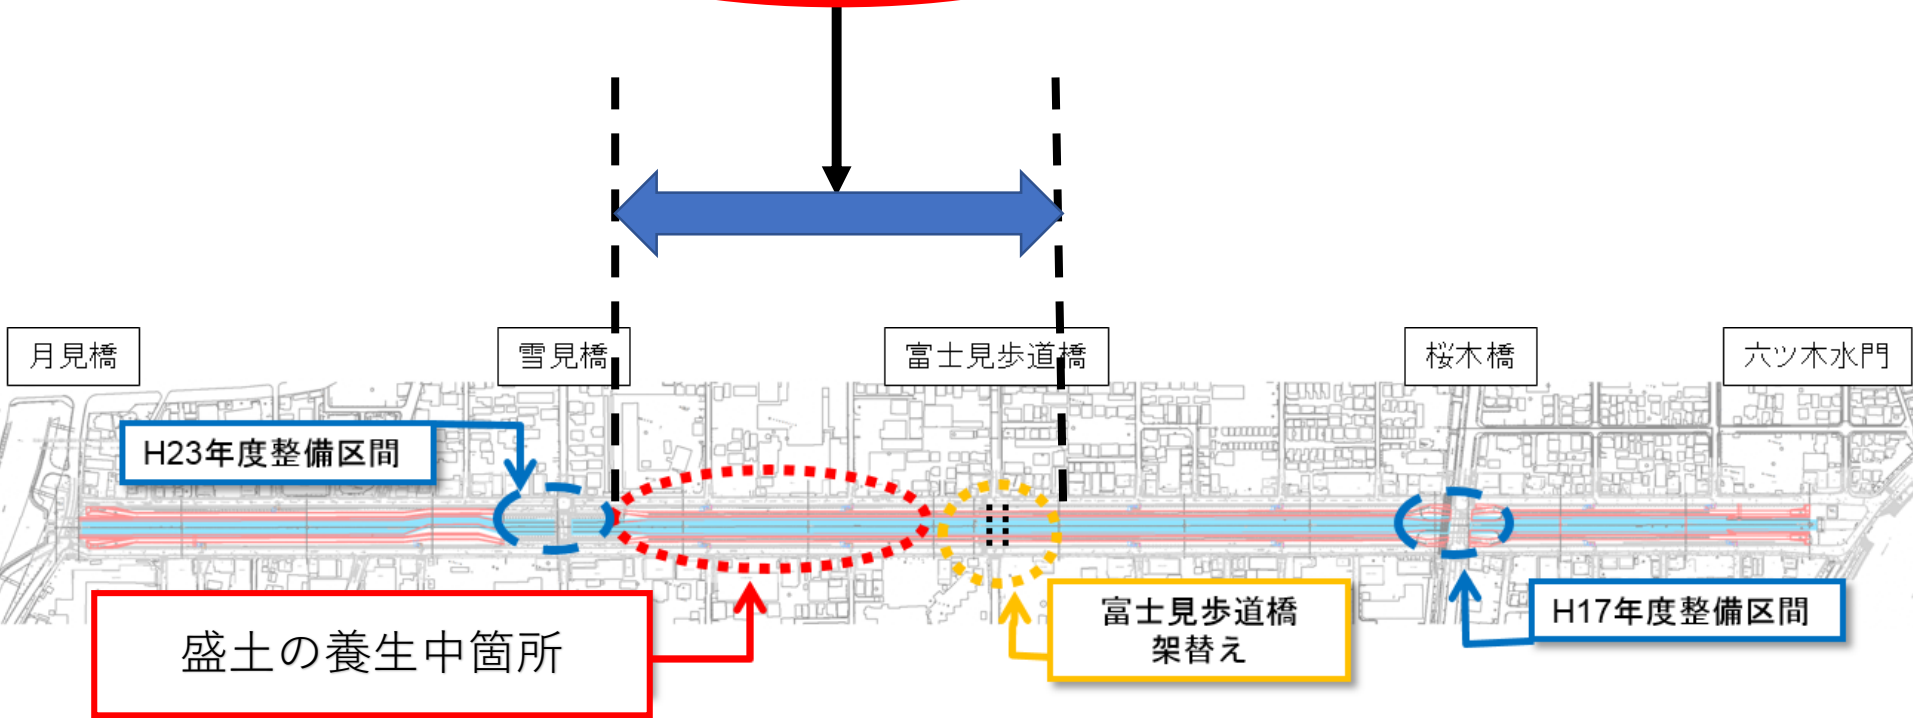 月見橋
雪見橋
富士見歩道橋
桜木橋
六ツ木水門
H23年度整備区間
盛土の養生中箇所
富士見歩道橋
架替え
H17年度整備区間